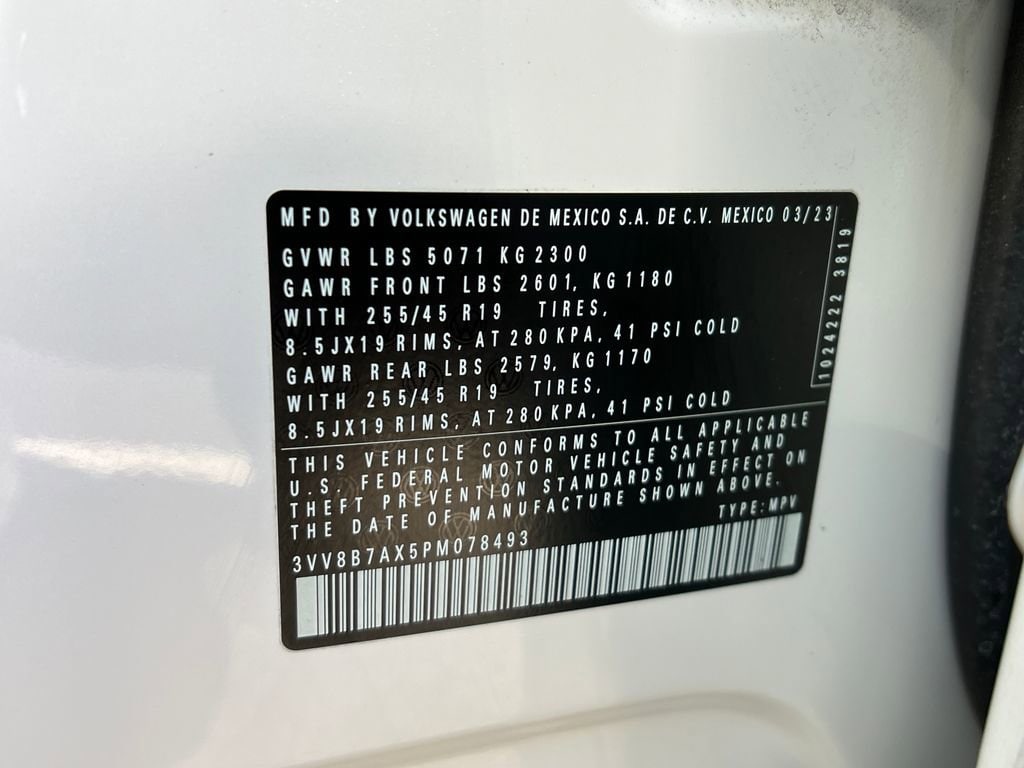 MFD BY VOLKSWAGEN DE MEXICO S.A. DE C.V. MEXICO 03/23
GVWR LBS 5071 KG 2300
GAWR FRONT LBS 2601, KG 1180
WITH 255/45 R19 TIRES,
8.5JX19 RIMS, AT 280 KPA, 41 PSI COLD
GAWR REAR LBS 2579, KG 1170
WITH 255/45 R19 TIRES,
8.5JX19 RIMS, AT 280 KPA, 41 PSI COLD
1024222 3819
THIS VEHICLE CONFORMS TO ALL APPLICABLE
U.S. FEDERAL MOTOR VEHICLE SAFETY AND
THEFT PREVENTION STANDARDS IN EFFECT ON
THE DATE OF MANUFACTURE SHOWN ABOVE.
TYPE: MPV
3VV8B7AX5PM078493